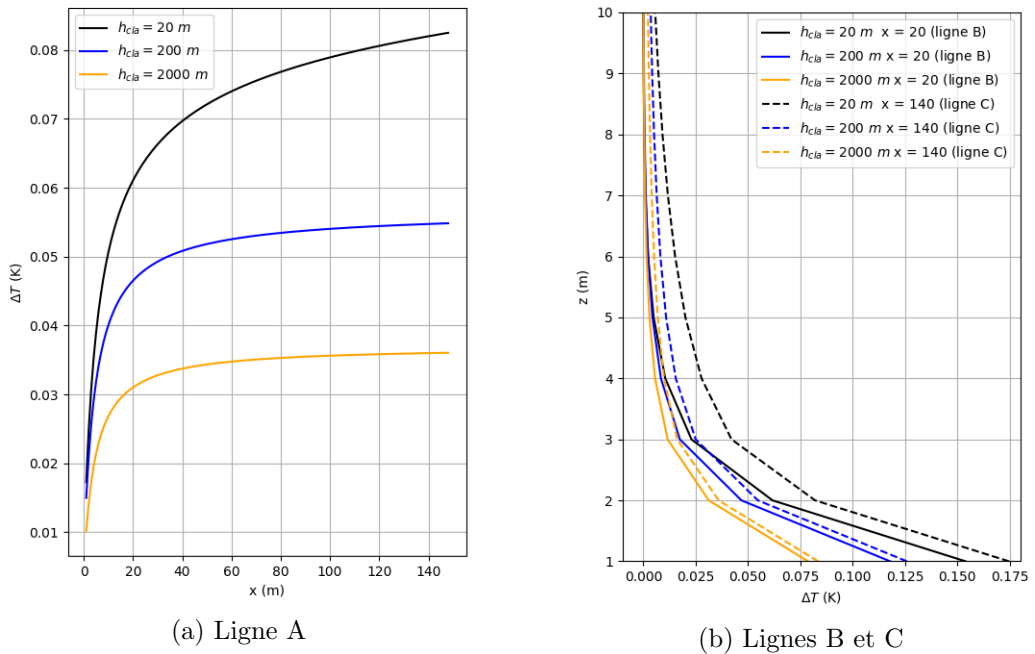 h_cla = 20 m
h_cla = 200 m
h_cla = 2000 m
0.08
0.07
0.06
0.05
0.04
0.03
0.02
0.01
ΔT (K)
0 20 40 60 80 100 120 140
x (m)
(a) Ligne A
h_cla = 20 m x = 20 (ligne B)
h_cla = 200 m x = 20 (ligne B)
h_cla = 2000 m x = 20 (ligne B)
h_cla = 20 m x = 140 (ligne C)
h_cla = 200 m x = 140 (ligne C)
h_cla = 2000 m x = 140 (ligne C)
10
9
8
7
6
5
4
3
2
1
z (m)
0.000 0.025 0.050 0.075 0.100 0.125 0.150 0.175
ΔT (K)
(b) Lignes B et C